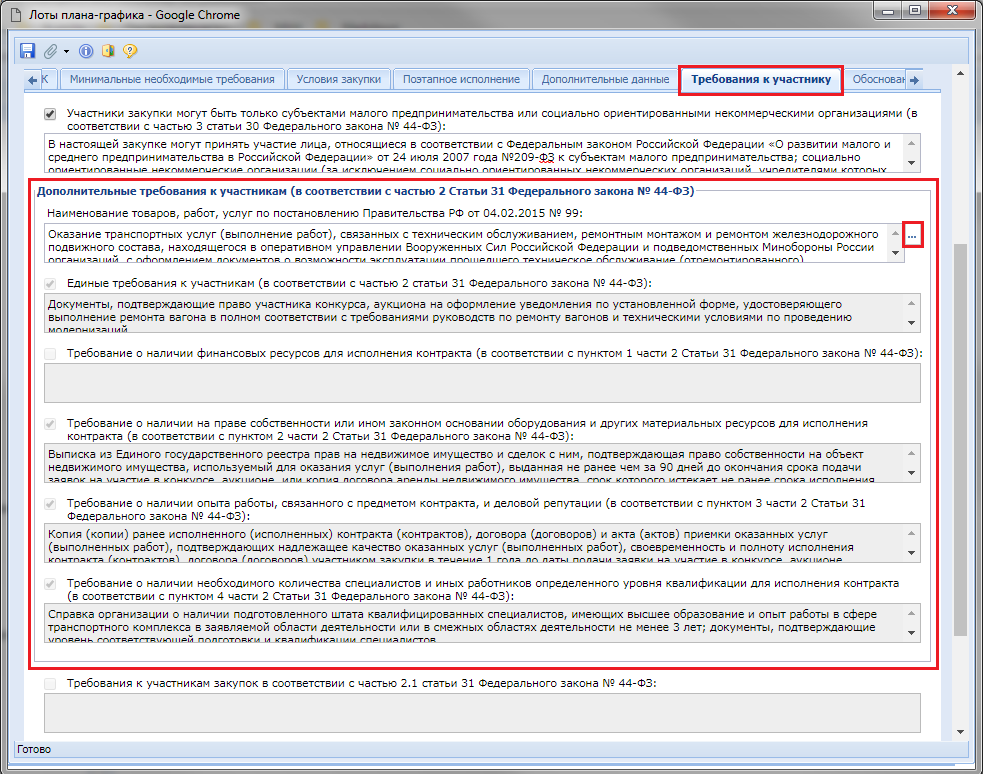 Лоты плана-графика - Google Chrome
К
Минимальные необходимые требования
Условия закупки
Поэтапное исполнение
Дополнительные данные
Требования к участнику
Обоснован
Участники закупки могут быть только субъектами малого предпринимательства или социально ориентированными некоммерческими организациями (в
соответствии с частью 3 статьи 30 Федерального закона № 44-ФЗ):
В настоящей закупке могут принять участие лица, относящиеся в соответствии с Федеральным законом Российской Федерации «О развитии малого и
среднего предпринимательства в Российской Федерации» от 24 июля 2007 года №209-ФЗ к субъектам малого предпринимательства; социально
ориентированные некоммерческие организации (за исключением социально ориентированных некоммерческих организаций, учредителями которых
Дополнительные требования к участникам (в соответствии с частью 2 Статьи 31 Федерального закона № 44-ФЗ)
Наименование товаров, работ, услуг по постановлению Правительства РФ от 04.02.2015 № 99:
Оказание транспортных услуг (выполнение работ), связанных с техническим обслуживанием, ремонтным монтажом и ремонтом железнодорожного
подвижного состава, находящегося в оперативном управлении Вооруженных Сил Российской Федерации и подведомственных Минобороны России
организаций, с оформлением документов о возможности эксплуатации прошедшего техническое обслуживание (отремонтированного)
...
Единые требования к участникам (в соответствии с частью 2 статьи 31 Федерального закона № 44-ФЗ):
Документы, подтверждающие право участника конкурса, аукциона на оформление уведомления по установленной форме, удостоверяющего
выполнение ремонта вагона в полном соответствии с требованиями руководств по ремонту вагонов и техническими условиями по проведению
модернизаций
Требование о наличии финансовых ресурсов для исполнения контракта (в соответствии с пунктом 1 части 2 Статьи 31 Федерального закона № 44-ФЗ):
Требование о наличии на праве собственности или ином законном основании оборудования и других материальных ресурсов для исполнения
контракта (в соответствии с пунктом 2 части 2 Статьи 31 Федерального закона № 44-ФЗ):
Выписка из Единого государственного реестра прав на недвижимое имущество и сделок с ним, подтверждающая право собственности на объект
недвижимого имущества, используемый для оказания услуг (выполнения работ), выданная не ранее чем за 90 дней до окончания срока подачи
заявок на участие в конкурсе, аукционе, или копия договора аренды недвижимого имущества, срок которого истекает не ранее срока исполнения
Требование о наличии опыта работы, связанного с предметом контракта, и деловой репутации (в соответствии с пунктом 3 части 2 Статьи 31
Федерального закона № 44-ФЗ):
Копия (копии) ранее исполненного (исполненных) контракта (контрактов), договора (договоров) и акта (актов) приемки оказанных услуг
(выполненных работ), подтверждающих надлежащее качество оказанных услуг (выполненных работ), своевременность и полноту исполнения
контракта (контрактов), договора (договоров) участником закупки в течение 1 года до даты подачи заявки на участие в конкурсе, аукционе
Требование о наличии необходимого количества специалистов и иных работников определенного уровня квалификации для исполнения контракта
(в соответствии с пунктом 4 части 2 Статьи 31 Федерального закона № 44-ФЗ):
Справка организации о наличии подготовленного штата квалифицированных специалистов, имеющих высшее образование и опыт работы в сфере
транспортного комплекса в заявляемой области деятельности или в смежных областях деятельности не менее 3 лет; документы, подтверждающие
уровень соответствующей подготовки и квалификации специалистов
Требования к участникам закупок в соответствии с частью 2.1 статьи 31 Федерального закона № 44-ФЗ:
Готово